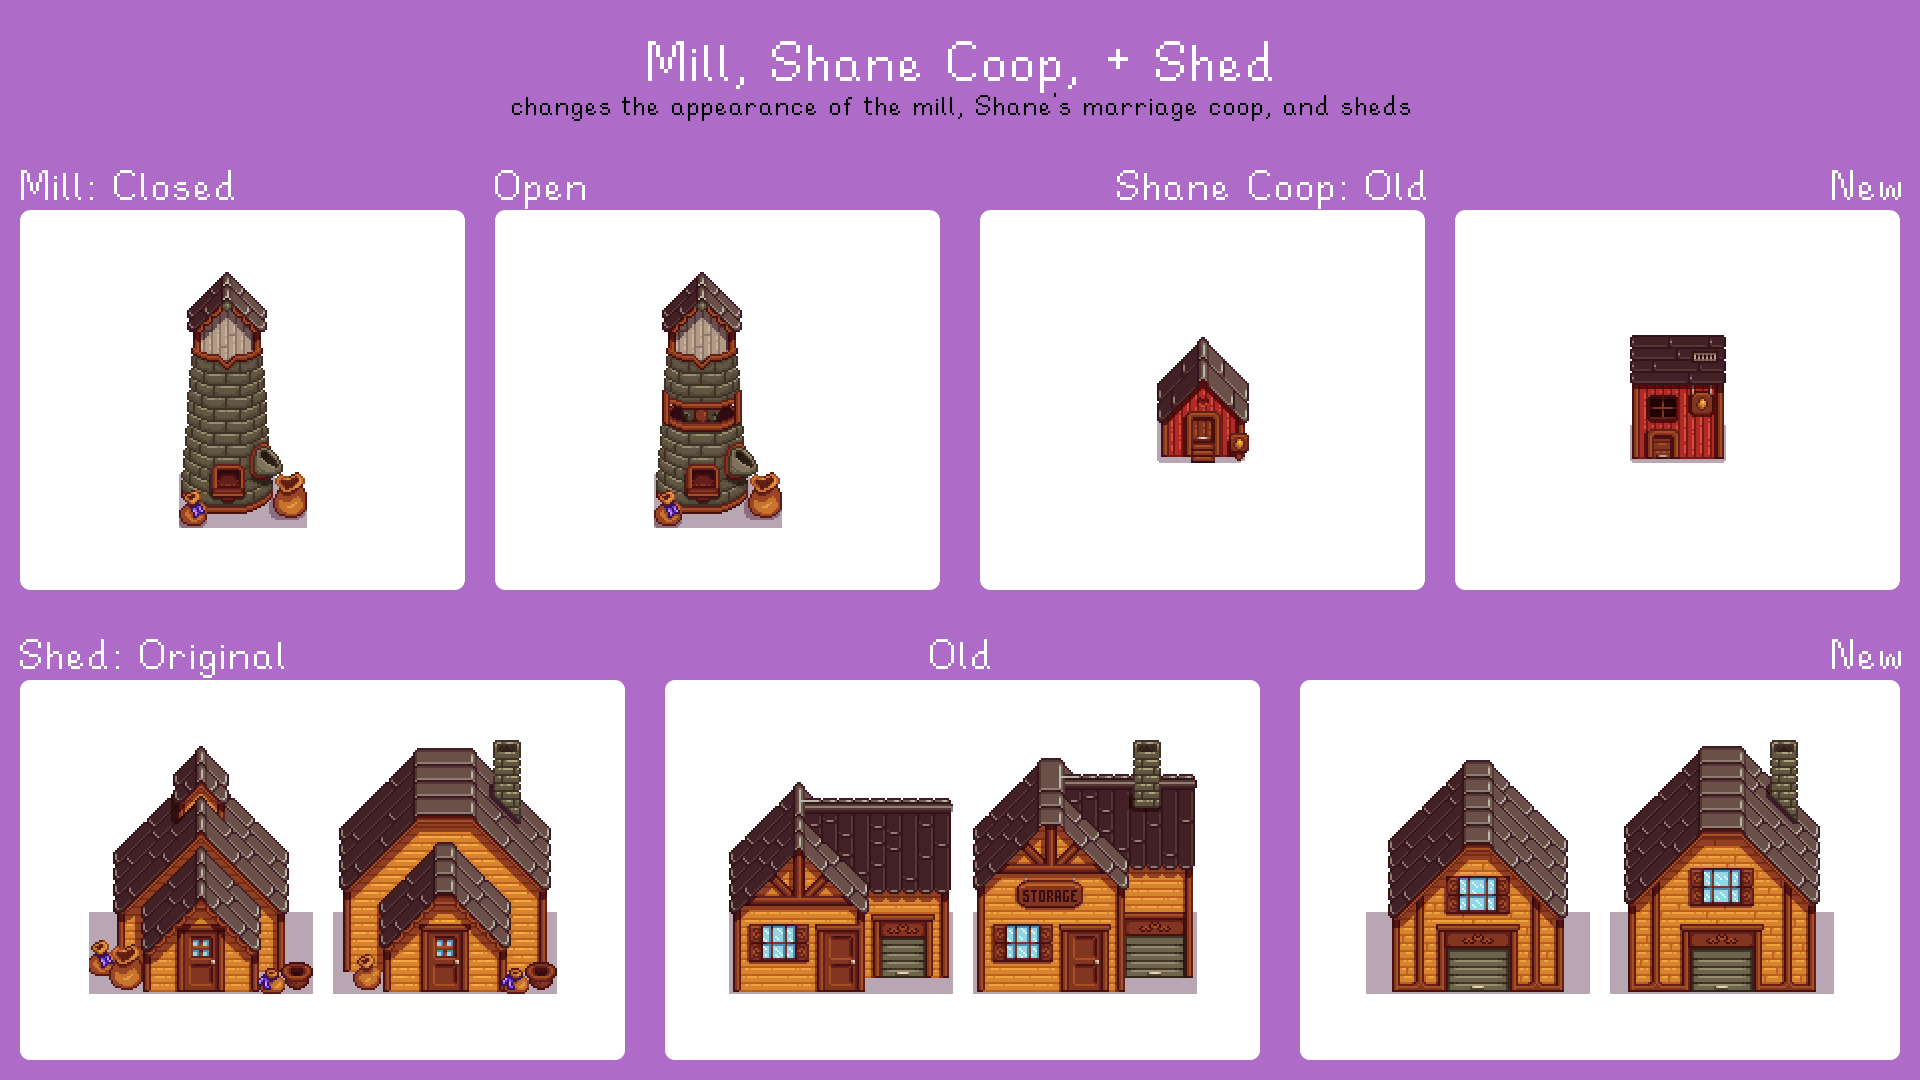 Mill, Shane Coop, + Shed
changes the appearance of the mill, Shane's marriage coop, and sheds
Mill: Closed
Open
Shane Coop: Old
New
Shed: Original
Old
New
STORAGE